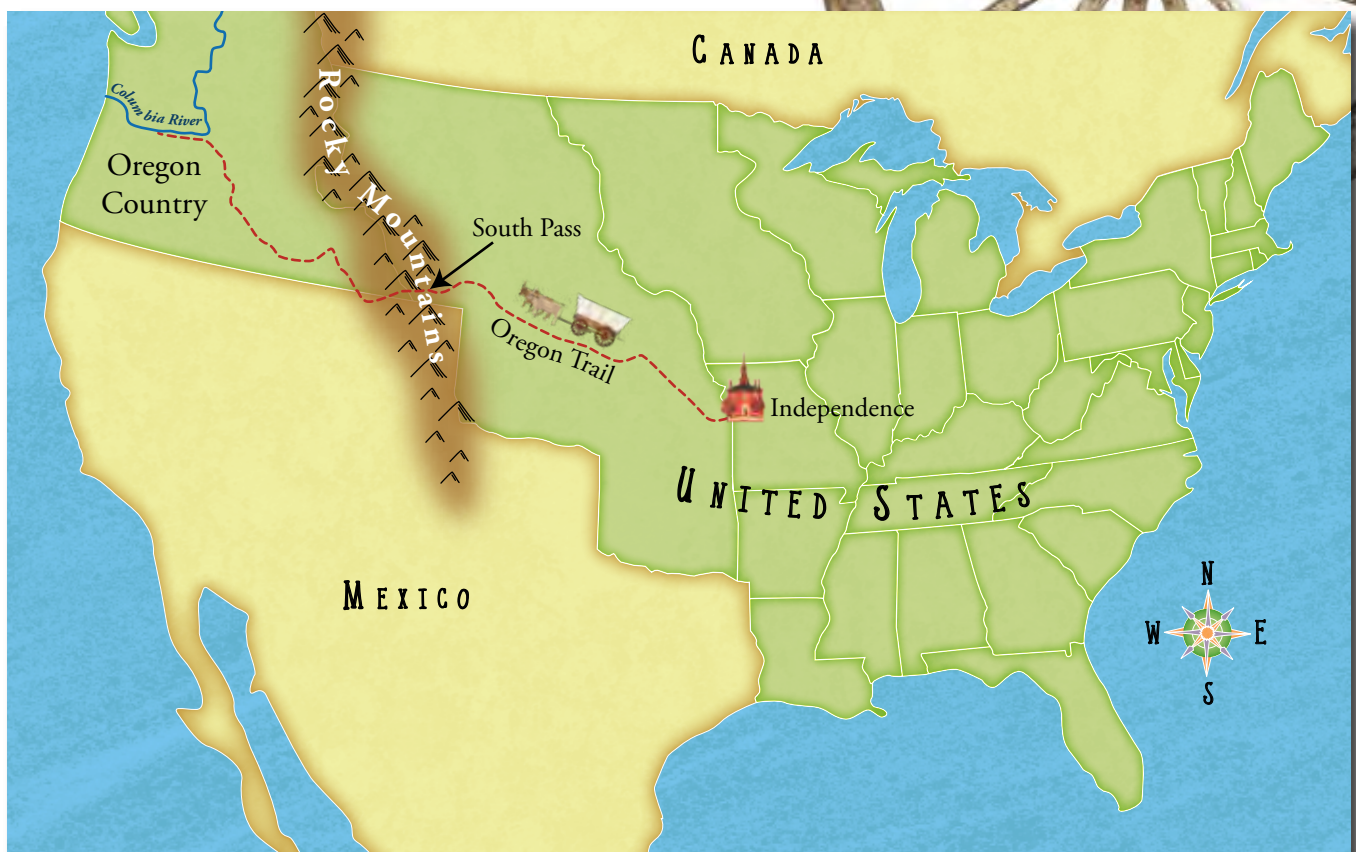 CANADA
Rocky Mountains
Columbia River
Oregon
Country
South Pass
Oregon Trail
Independence
UNITED STATES
MEXICO
N
W
E
S